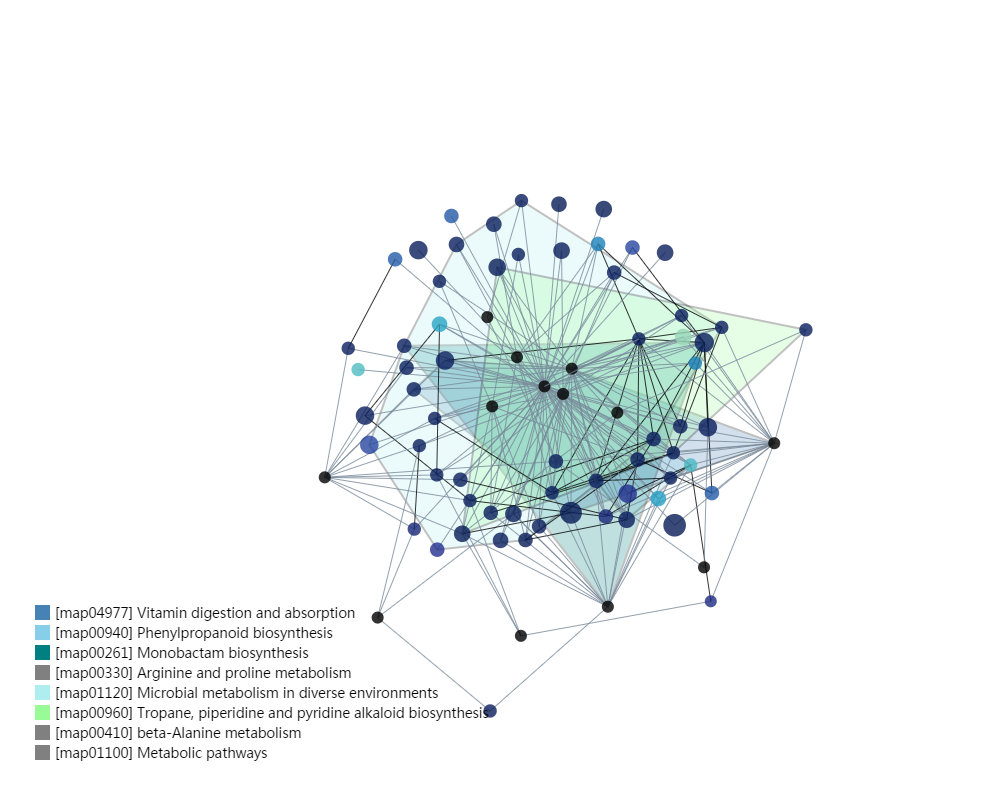 [map04977] Vitamin digestion and absorption
[map00940] Phenylpropanoid biosynthesis
[map00261] Monobactam biosynthesis
[map00330] Arginine and proline metabolism
[map01120] Microbial metabolism in diverse environments
[map00960] Tropane, piperidine and pyridine alkaloid biosynthesis
[map00410] beta-Alanine metabolism
[map01100] Metabolic pathways